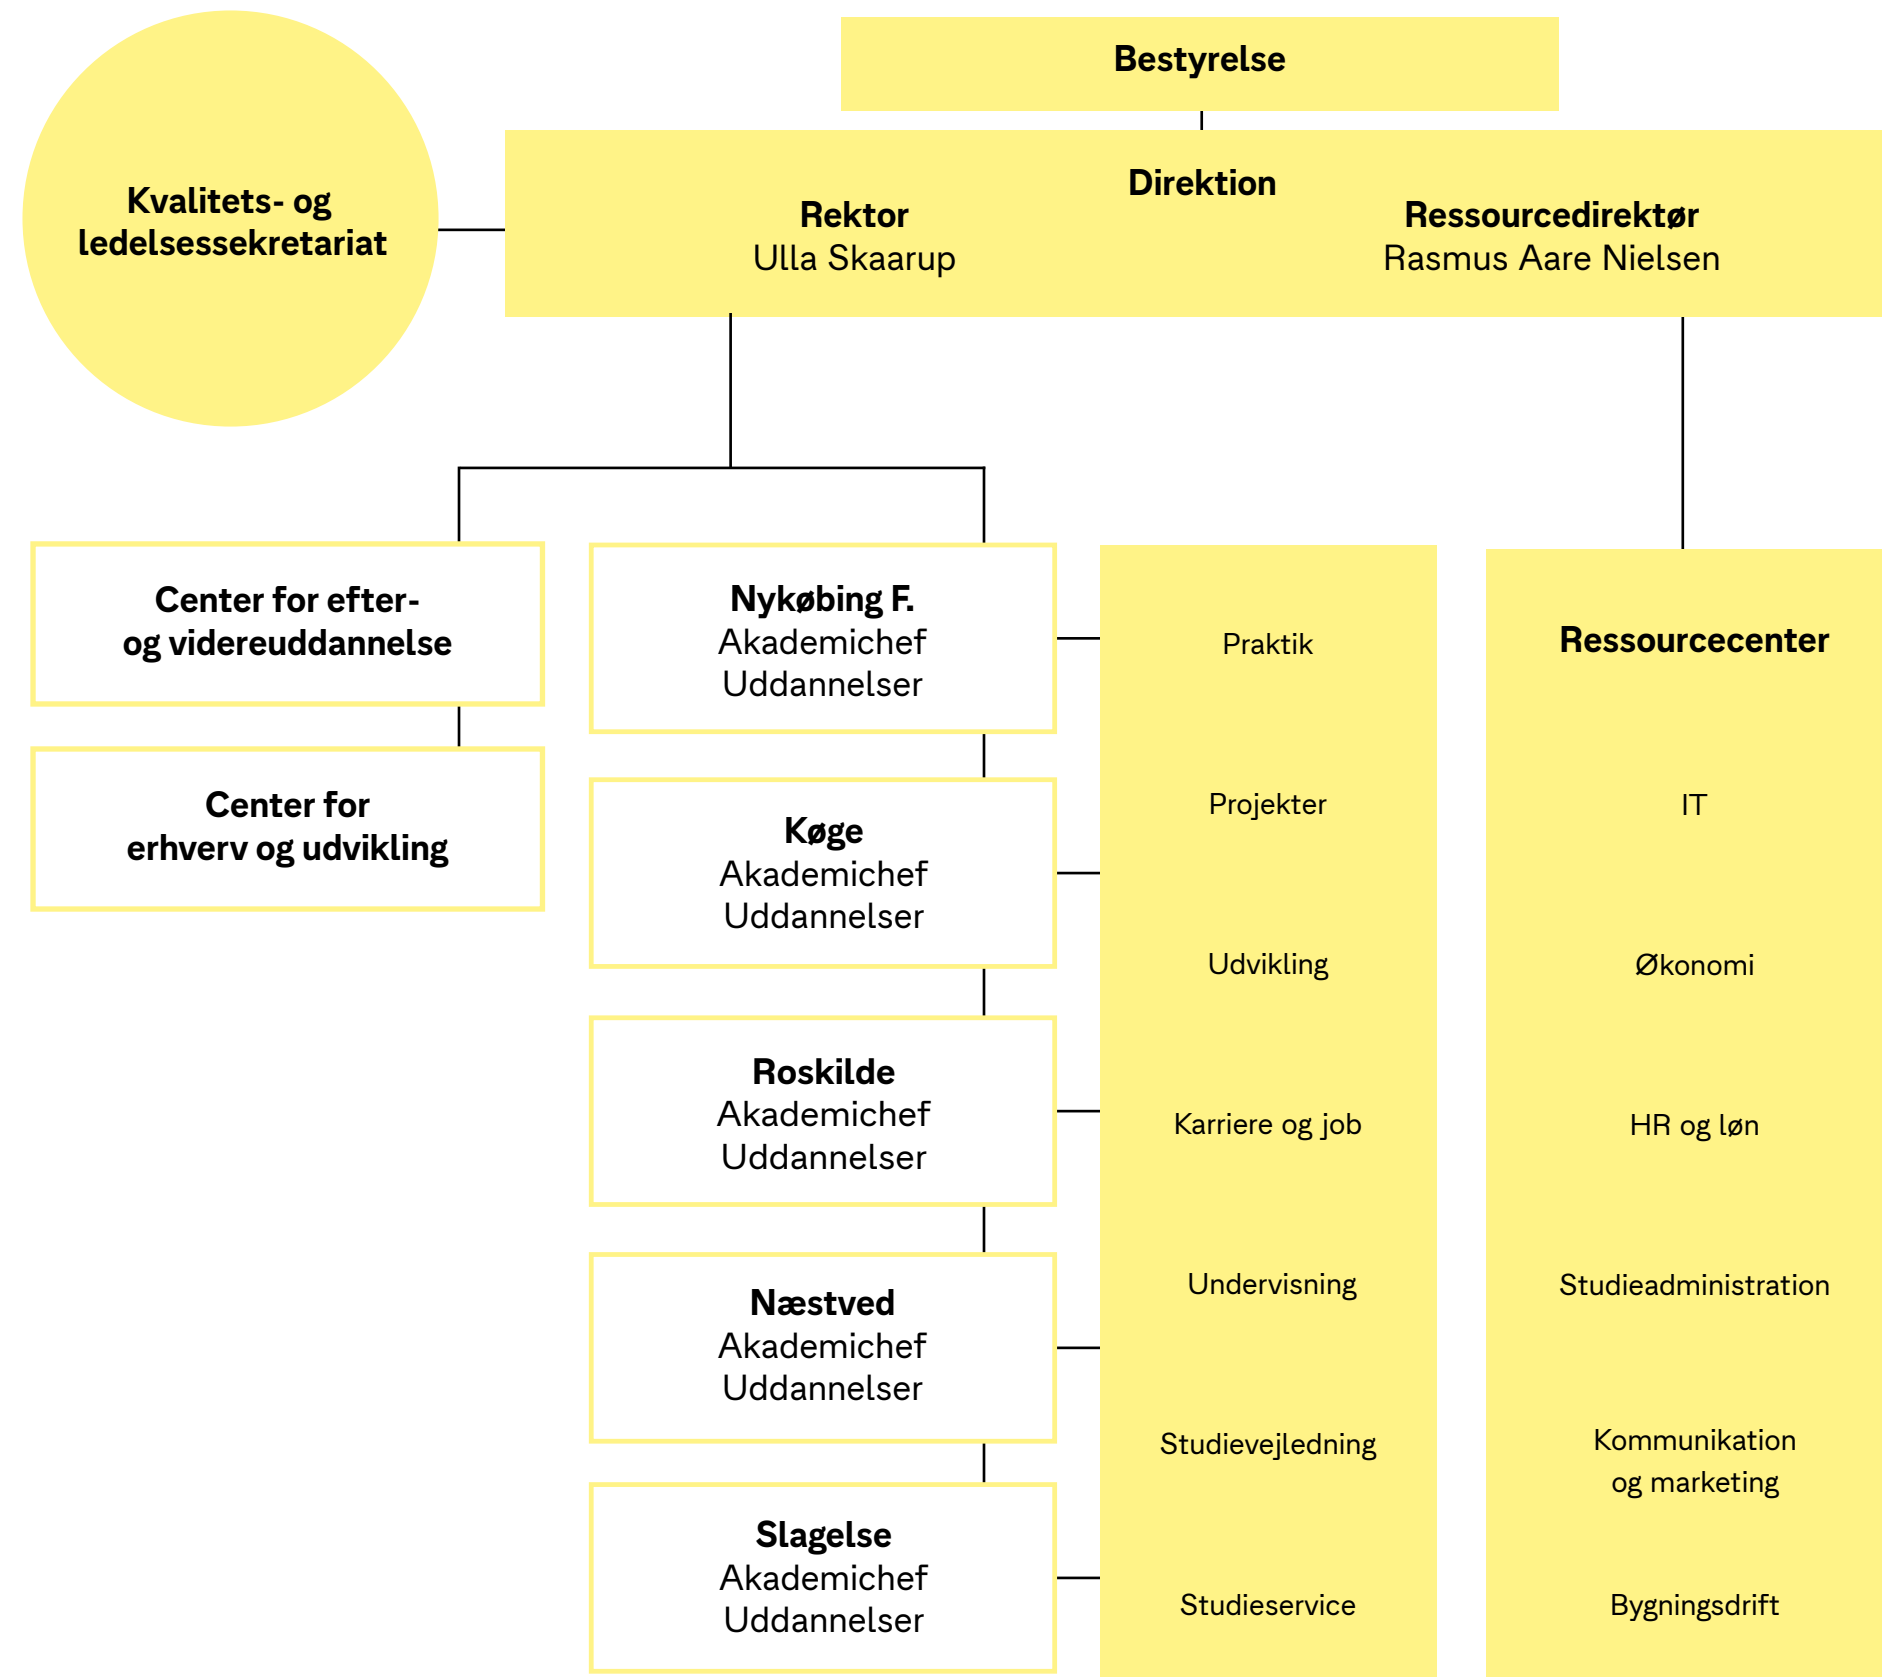 Bestyrelse
Kvalitets- og
ledelsessekretariat
Direktion
Rektor
Ulla Skaarup
Ressourcedirektør
Rasmus Aare Nielsen
Center for efter-
og videreuddannelse
Center for
erhverv og udvikling
Nykøbing F.
Akademichef
Uddannelser
Køge
Akademichef
Uddannelser
Roskilde
Akademichef
Uddannelser
Næstved
Akademichef
Uddannelser
Slagelse
Akademichef
Uddannelser
Praktik
Projekter
Udvikling
Karriere og job
Undervisning
Studievejledning
Studieservice
Ressourcecenter
IT
Økonomi
HR og løn
Studieadministration
Kommunikation
og marketing
Bygningsdrift